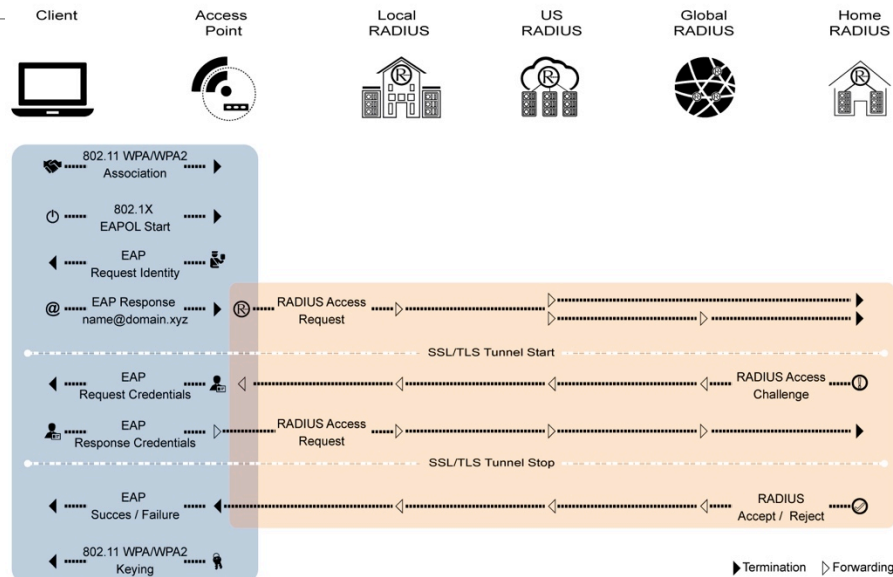 Client
Access
Point
Local
RADIUS
US
RADIUS
Global
RADIUS
Home
RADIUS
R
R
R
802.11 WPA/WPA2
Association
802.1X
EAPOL Start
EAP
Request Identity
@
EAP Response
name@domain.xyz
R
RADIUS Access
Request
SSL/TLS Tunnel Start
EAP
Request Credentials
RADIUS Access
Challenge
EAP
Response Credentials
RADIUS Access
Request
SSL/TLS Tunnel Stop
EAP
Succes / Failure
RADIUS
Accept / Reject
802.11 WPA/WPA2
Keying
Termination
Forwarding